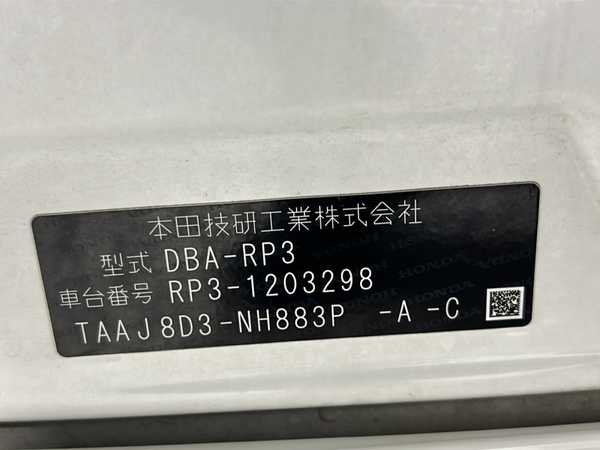 本田技研工業株式会社
型式 DBA-RP3
車台番号 RP3-1203298
TAAJ8D3-NH883P -A -C